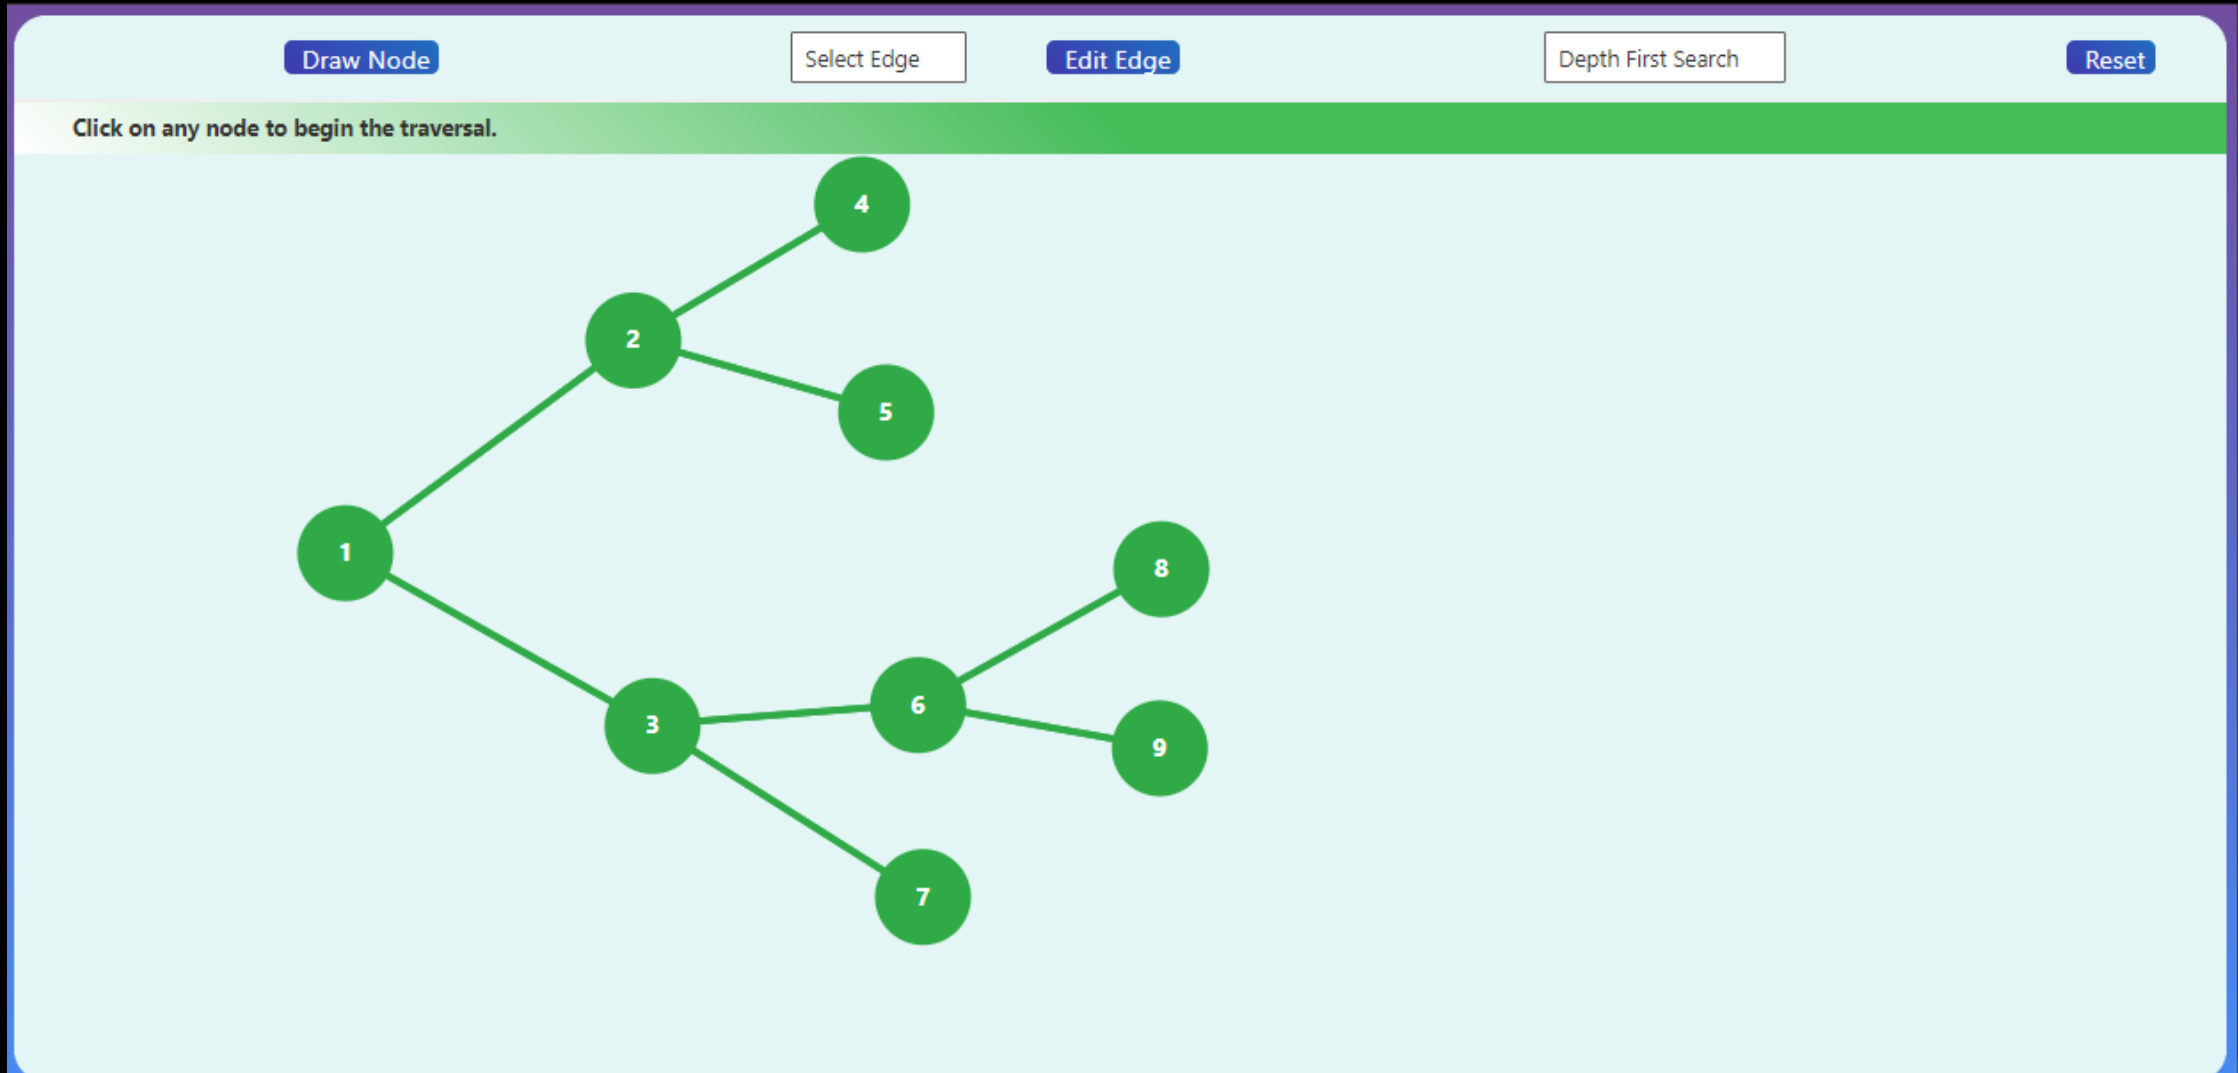 Draw Node
Select Edge
Edit Edge
Depth First Search
Reset
Click on any node to begin the traversal.
4
2
5
1
8
3
6
9
7